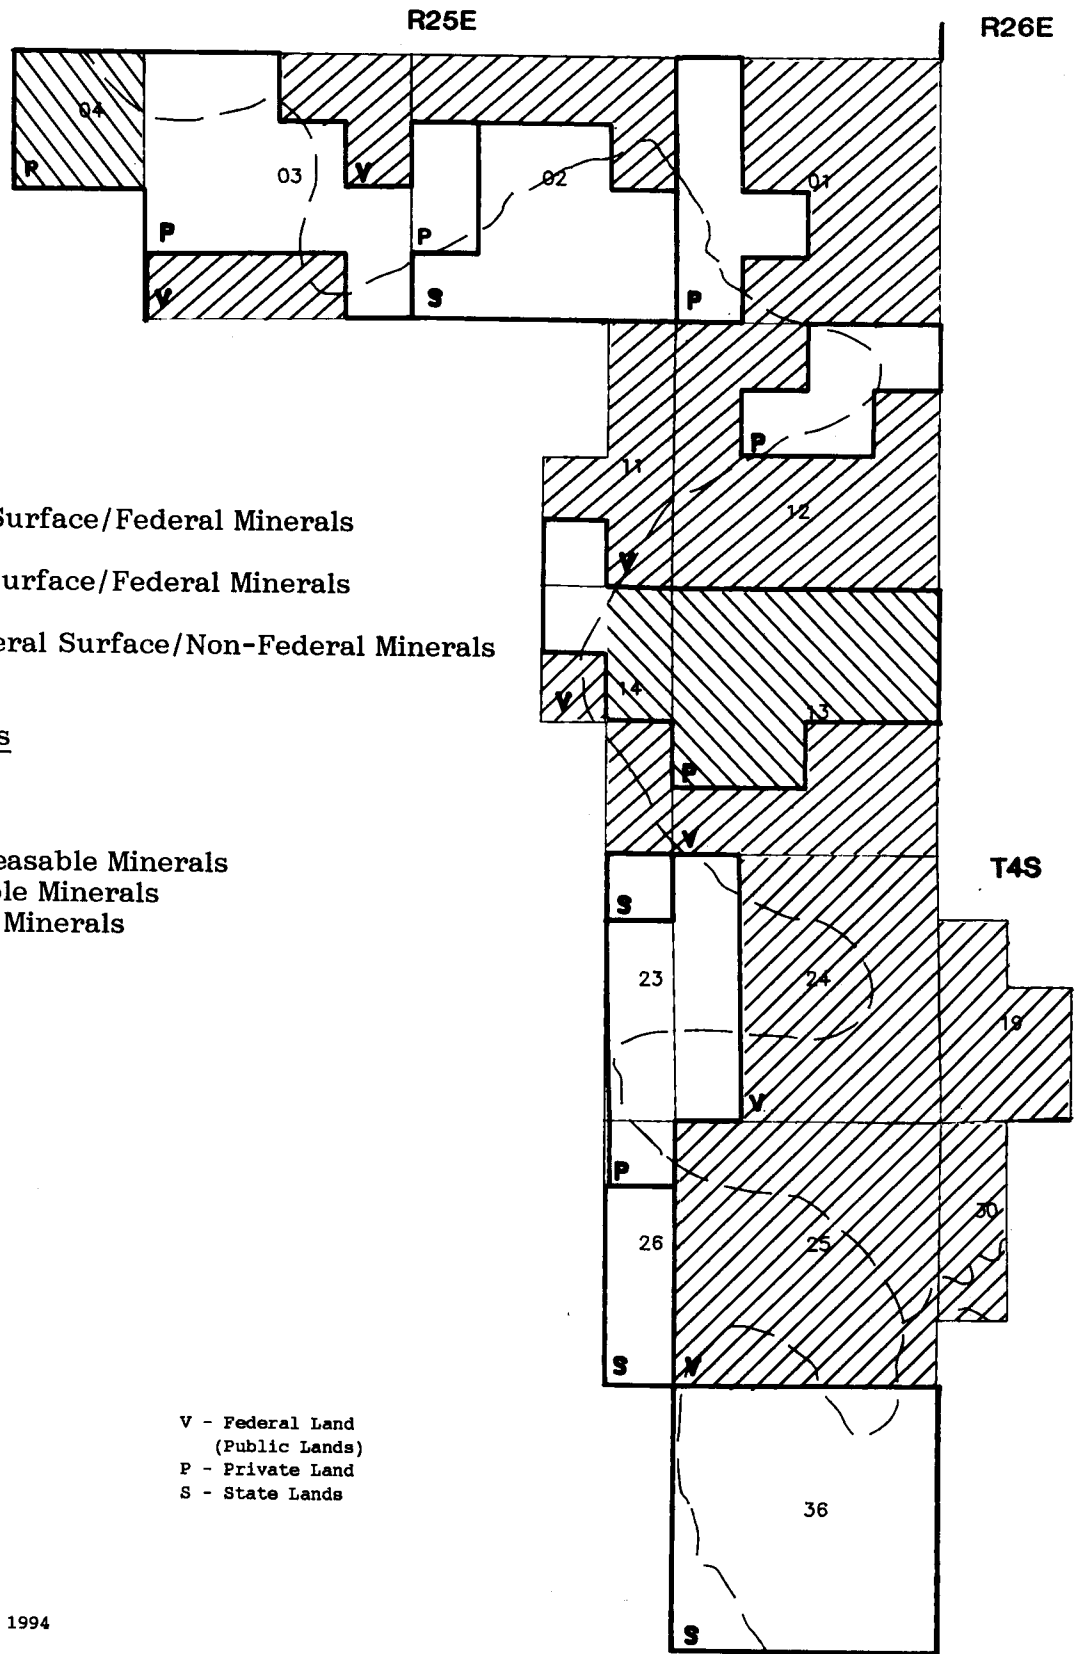 R25E
R26E
04
P
03
V
P
V
02
P
S
01
P
P
11
12
V
Surface/Federal Minerals
Surface/Federal Minerals
eral Surface/Non-Federal Minerals
14
V
13
P
s
V
easable Minerals
ole Minerals
Minerals
T4S
S
23
24
19
V
P
30
26
25
S
V
V - Federal Land
(Public Lands)
P - Private Land
S - State Lands
36
1994
S